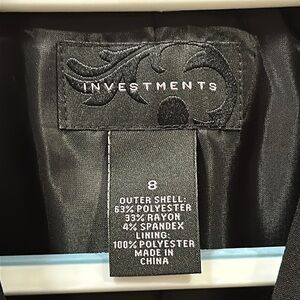 INVESTMENTS
8
OUTER SHELL:
63% POLYESTER
33% RAYON
4% SPANDEX
LINING:
100% POLYESTER
MADE IN
CHINA